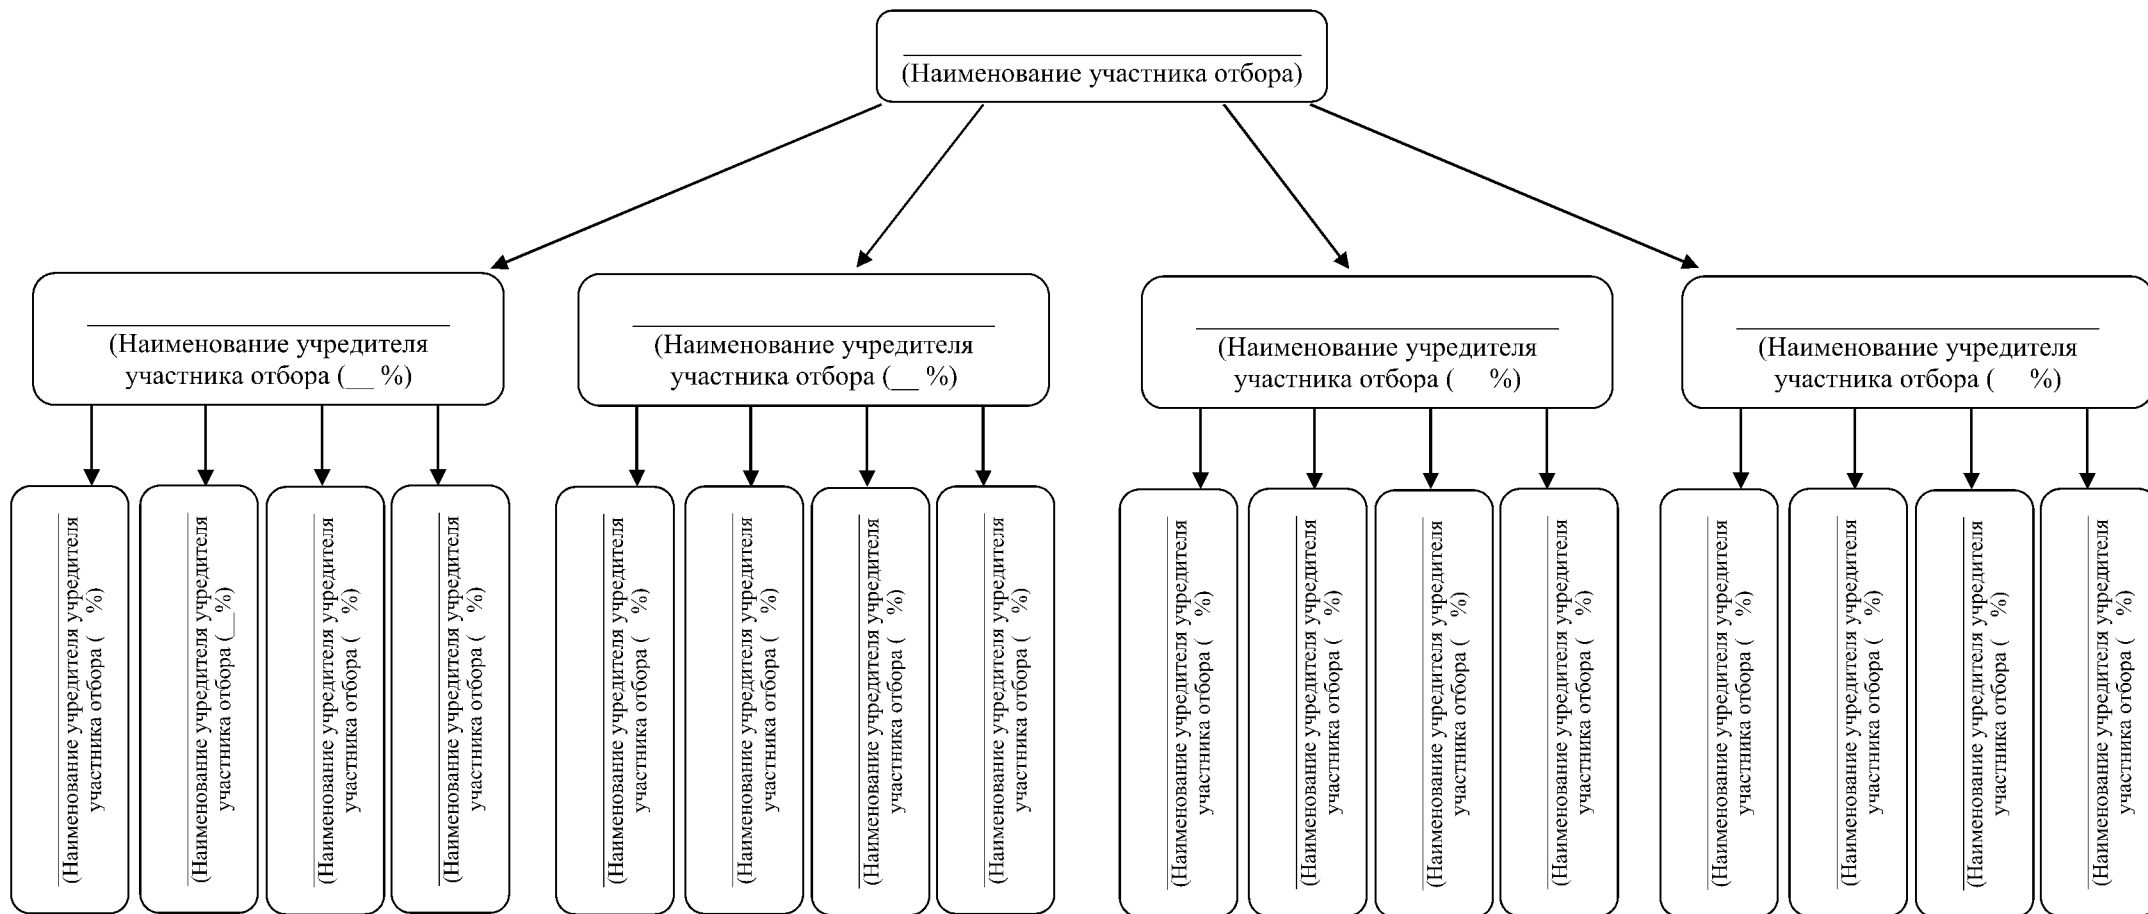 (Наименование участника отбора)
(Наименование учредителя
участника отбора (__ %)
(Наименование учредителя
участника отбора (__ %)
(Наименование учредителя
участника отбора ( %)
(Наименование учредителя
участника отбора ( %)
(Наименование учредителя учредителя
участника отбора ( %)
(Наименование учредителя учредителя
участника отбора (__%)
(Наименование учредителя учредителя
участника отбора ( %)
(Наименование учредителя учредителя
участника отбора ( %)
(Наименование учредителя учредителя
участника отбора ( %)
(Наименование учредителя учредителя
участника отбора ( %)
(Наименование учредителя учредителя
участника отбора ( %)
(Наименование учредителя учредителя
участника отбора ( %)
(Наименование учредителя учредителя
участника отбора ( %)
(Наименование учредителя учредителя
участника отбора ( %)
(Наименование учредителя учредителя
участника отбора ( %)
(Наименование учредителя учредителя
участника отбора ( %)
(Наименование учредителя учредителя
участника отбора ( %)
(Наименование учредителя учредителя
участника отбора ( %)
(Наименование учредителя учредителя
участника отбора ( %)
(Наименование учредителя учредителя
участника отбора ( %)